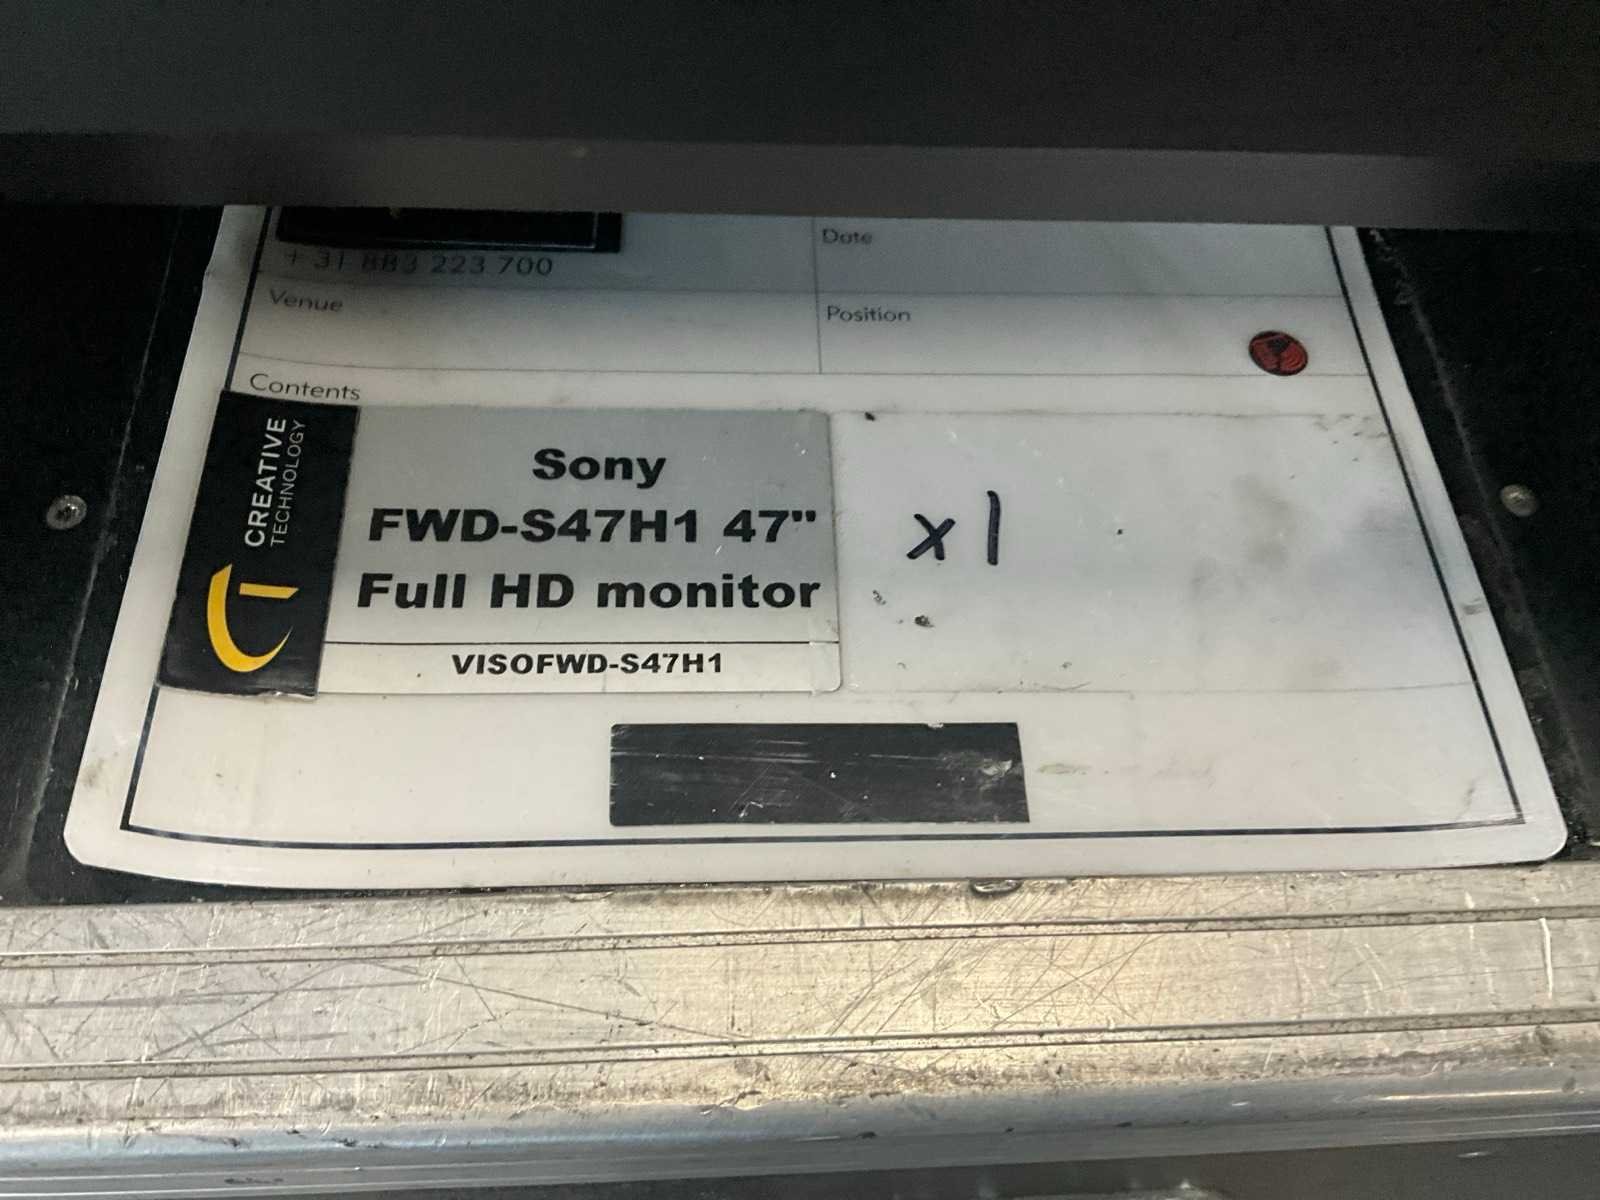 Date
+ 31 883 223 700
Venue
Position
Contents
CREATIVE
TECHNOLOGY
Sony
FWD-S47H1 47"
Full HD monitor
VISOFWD-S47H1
x 1